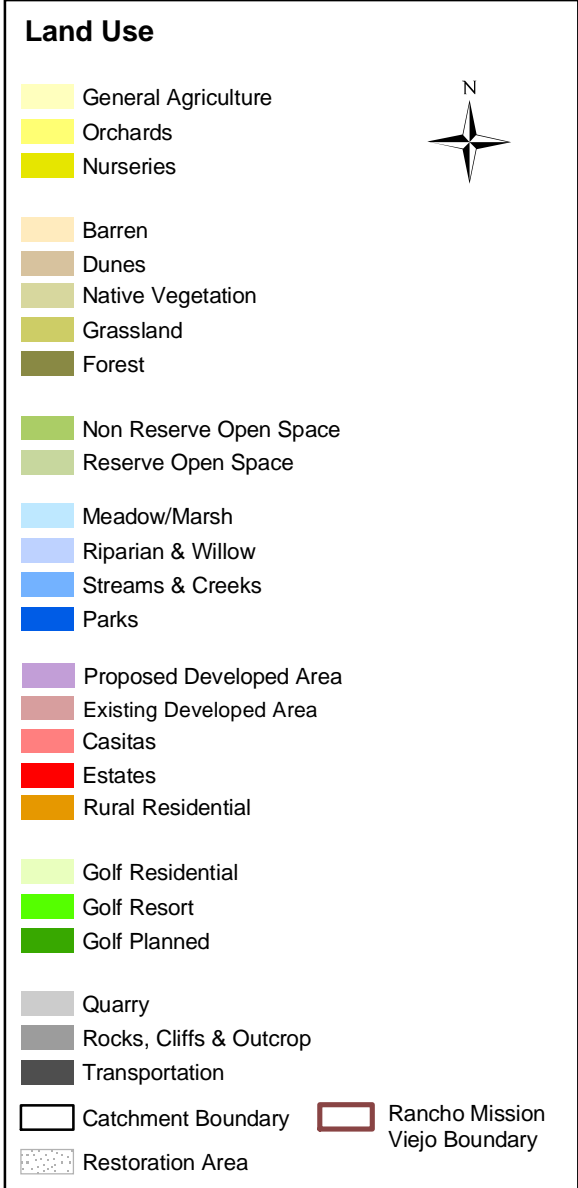 Land Use
N
General Agriculture
Orchards
Nurseries
Barren
Dunes
Native Vegetation
Grassland
Forest
Non Reserve Open Space
Reserve Open Space
Meadow/Marsh
Riparian & Willow
Streams & Creeks
Parks
Proposed Developed Area
Existing Developed Area
Casitas
Estates
Rural Residential
Golf Residential
Golf Resort
Golf Planned
Quarry
Rocks, Cliffs & Outcrop
Transportation
Catchment Boundary
Rancho Mission
Viejo Boundary
Restoration Area